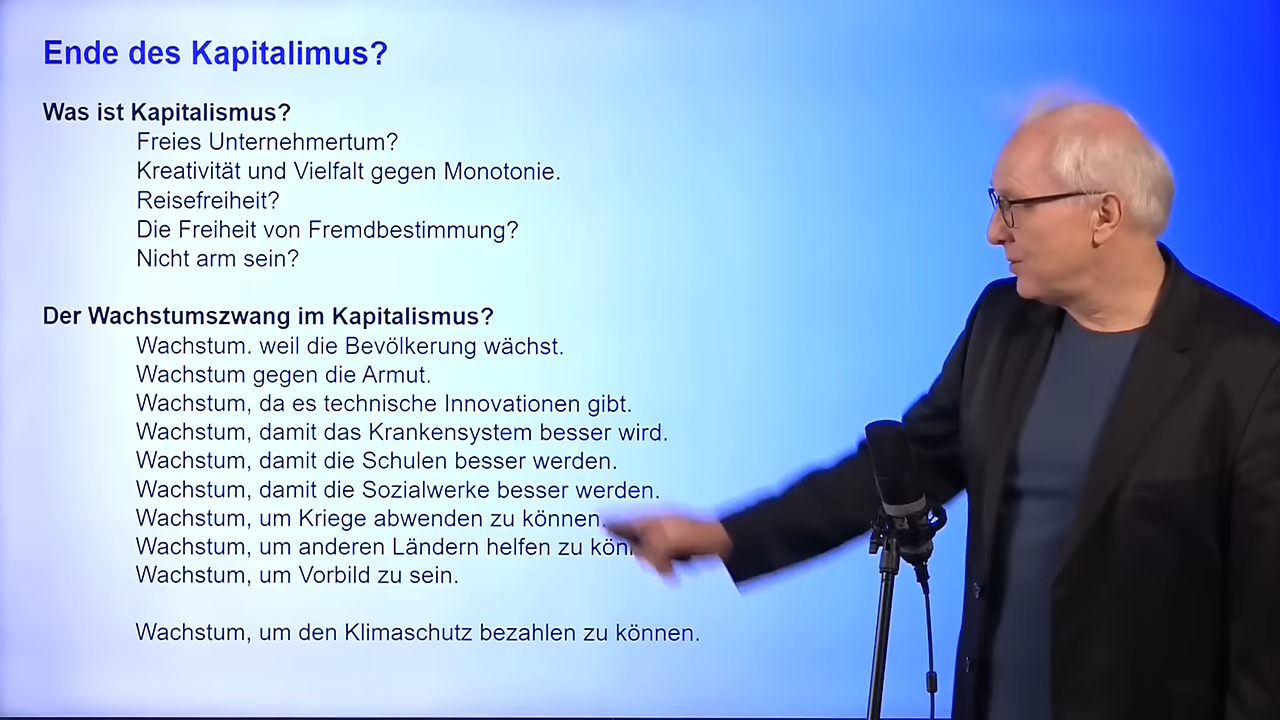 Ende des Kapitalimus?
Was ist Kapitalismus?
Freies Unternehmertum?
Kreativität und Vielfalt gegen Monotonie.
Reisefreiheit?
Die Freiheit von Fremdbestimmung?
Nicht arm sein?
Der Wachstumszwang im Kapitalismus?
Wachstum. weil die Bevölkerung wächst.
Wachstum gegen die Armut.
Wachstum, da es technische Innovationen gibt.
Wachstum, damit das Krankensystem besser wird.
Wachstum, damit die Schulen besser werden.
Wachstum, damit die Sozialwerke besser werden.
Wachstum, um Kriege abwenden zu können.
Wachstum, um anderen Ländern helfen zu
Wachstum, um Vorbild zu sein.
Wachstum, um den Klimaschutz bezahlen zu können.